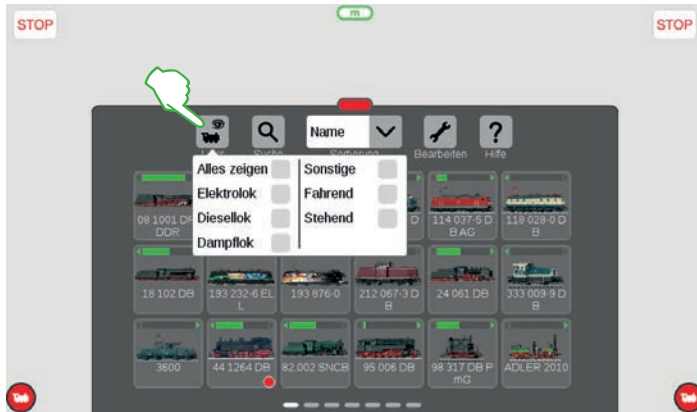 STOP
m
STOP
Name
Loks
Suche
Sortierung
Bearbeiten
Hilfe
Alles zeigen
Sonstige
Elektrolok
Fahrend
Diesellok
Stehend
Dampflok
08 1001 DR
DDR
D
114 037-5 D
B AG
118 028-0 D
B
18 102 DB
193 232-6 EL
L
193 876-0
212 067-3 D
B
24 061 DB
333 009-9 D
B
3600
44 1264 DB
82.002 SNCB
95 006 DB
98 317 DB P
mG
ADLER 2010